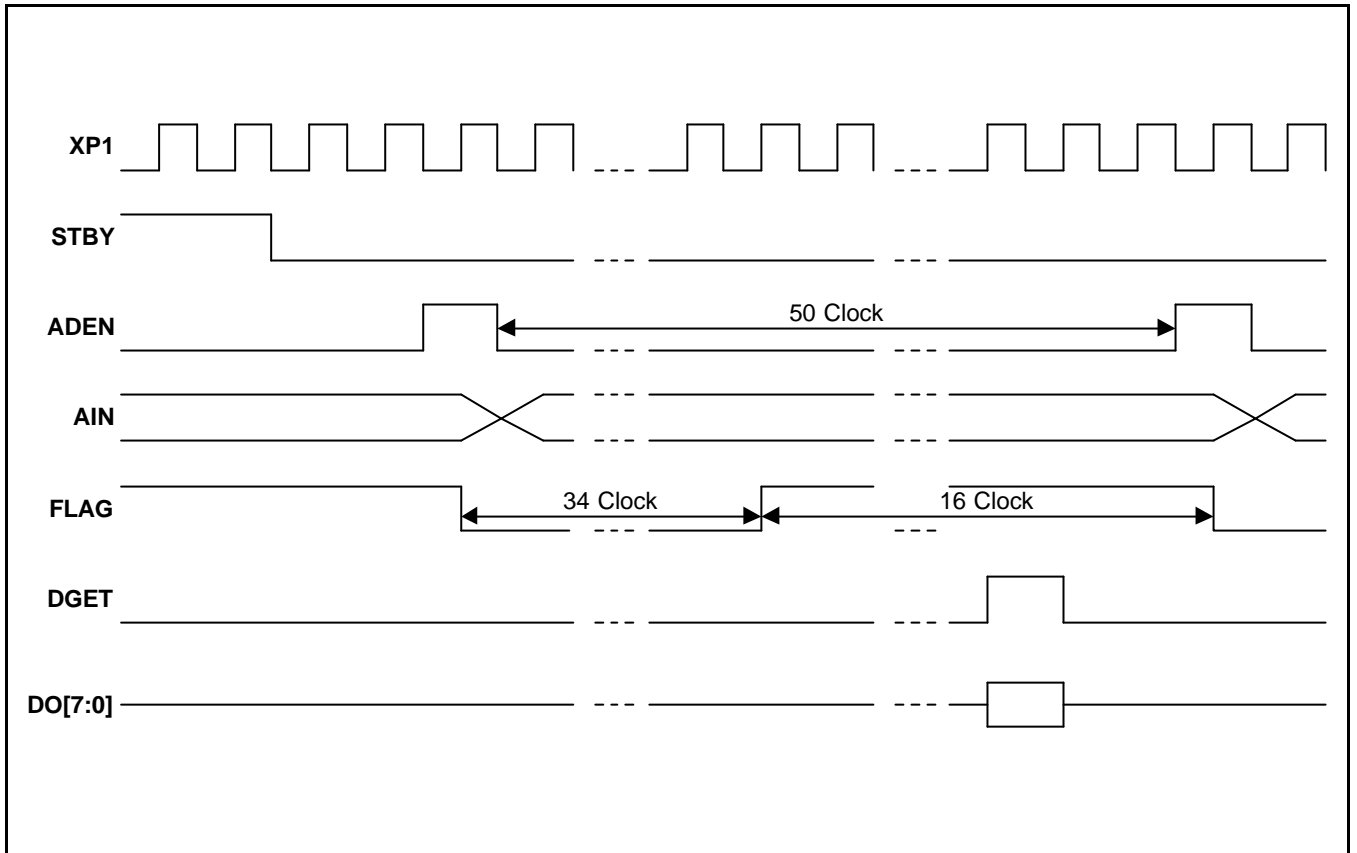 XP1
STBY
ADEN
50 Clock
AIN
FLAG
34 Clock
16 Clock
DGET
DO[7:0]